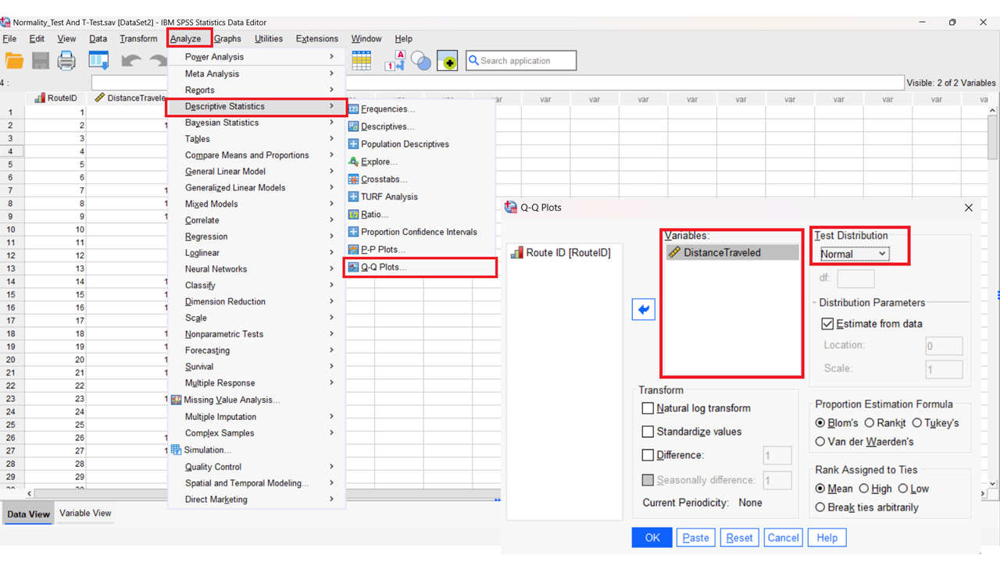 Normality_Test And T-Test.sav [DataSet2] - IBM SPSS Statistics Data Editor
File Edit View Data Transform Analyze Graphs Utilities Extensions Window Help
Search application
4 :
Visible: 2 of 2 Variables
RouteID DistanceTravele var var var var var var var var var var va
1 1
2 2 1
3 3
4 4
5 5
6 6
7 7 1
8 8 1
9 9 1
10 10
11 11
12 12
13 13
14 14 1
15 15 1
16 16 1
17 17
18 18 1
19 19 1
20 20 1
21 21 1
22 22
23 23 1
24 24
25 25
26 26 1
27 27 1
28 28
29 29
Data View Variable View
Power Analysis
Meta Analysis
Reports
Descriptive Statistics
Bayesian Statistics
Tables
Compare Means and Proportions
General Linear Model
Generalized Linear Models
Mixed Models
Correlate
Regression
Loglinear
Neural Networks
Classify
Dimension Reduction
Scale
Nonparametric Tests
Forecasting
Survival
Multiple Response
Missing Value Analysis...
Multiple Imputation
Complex Samples
Simulation...
Quality Control
Spatial and Temporal Modeling...
Direct Marketing
Frequencies...
Descriptives...
Population Descriptives
Explore...
Crosstabs...
TURF Analysis
Ratio...
Proportion Confidence Intervals
P-P Plots...
Q-Q Plots...
Q-Q Plots
Route ID [RouteID]
Variables:
DistanceTraveled
Test Distribution
Normal
df:
Distribution Parameters
Estimate from data
Location: 0
Scale: 1
Transform
Natural log transform
Standardize values
Difference: 1
Seasonally difference: 1
Current Periodicity: None
Proportion Estimation Formula
Blom's Rankit Tukey's
Van der Waerden's
Rank Assigned to Ties
Mean High Low
Break ties arbitrarily
OK Paste Reset Cancel Help